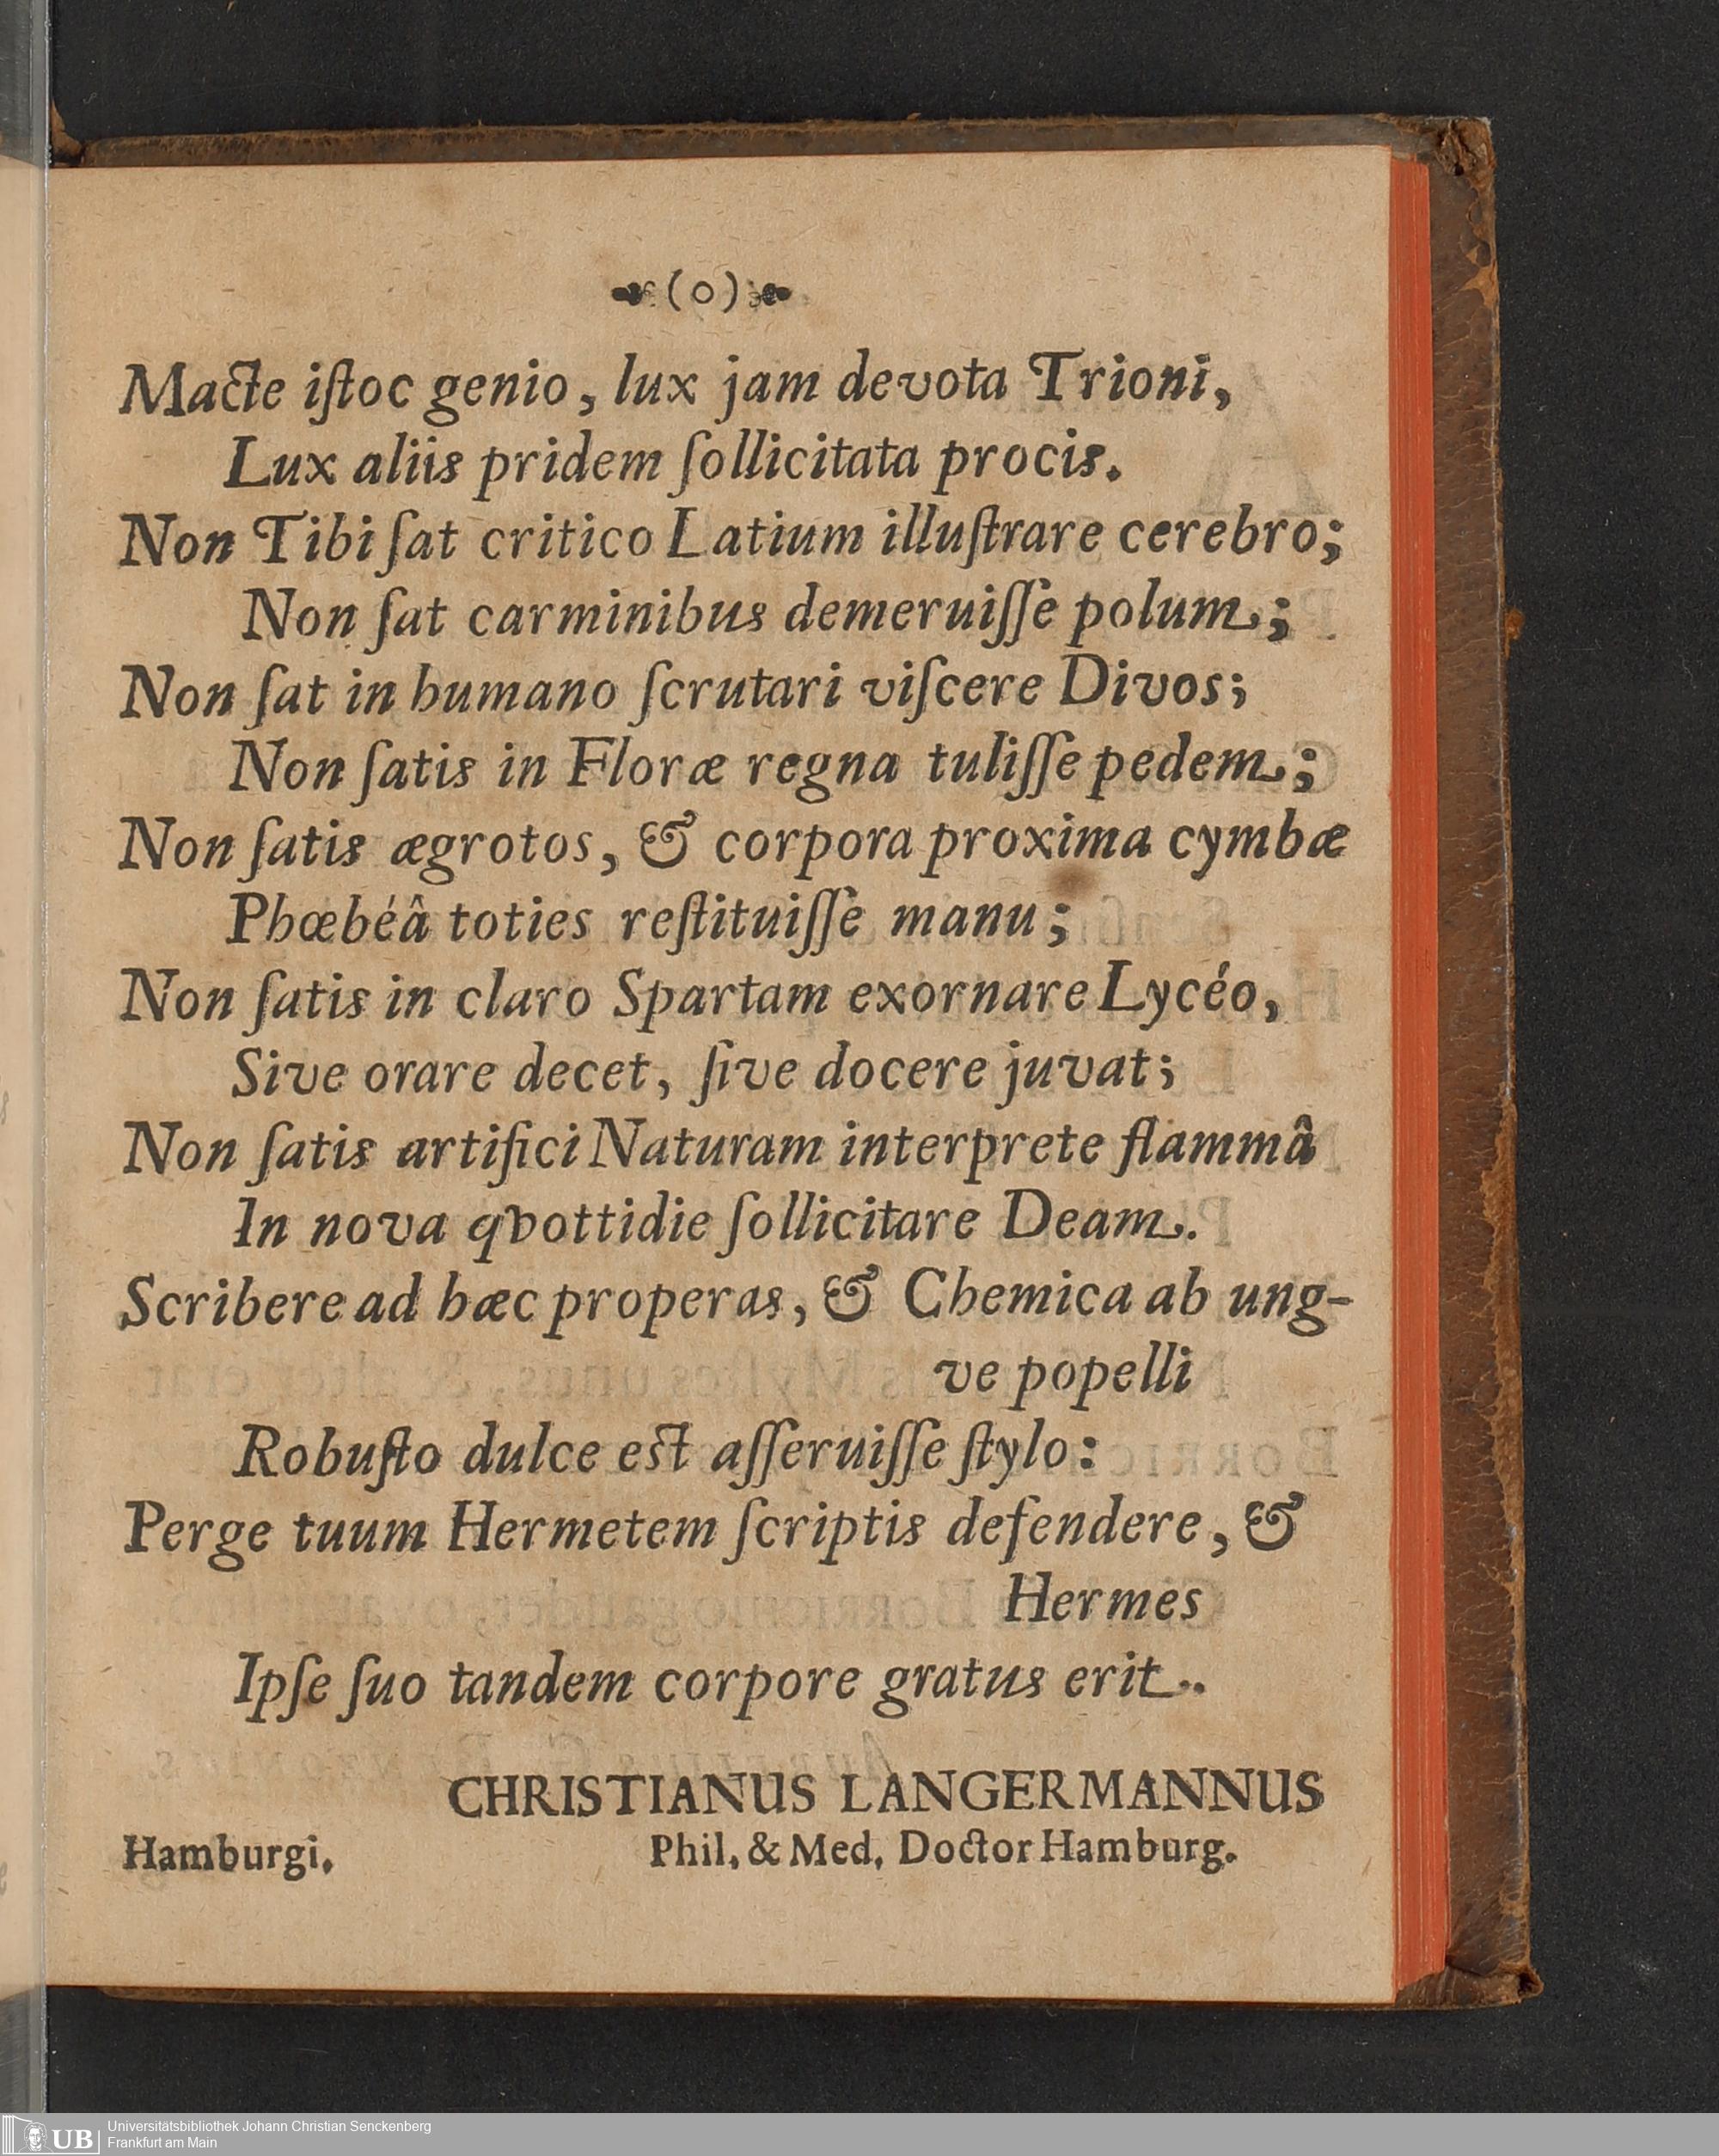 (o)
Macte iſtoc genio, lux jam devota Trioni,
Lux aliis pridem ſollicitata procis.
Non Tibi ſat critico Latium illuſtrare cerebro;
Non ſat carminibus demeruiſſe polum;
Non ſat in humano ſcrutari viſcere Divos;
Non ſatis in Floræ regna tuliſſe pedem;
Non ſatis ægrotos, & corpora proxima cymbæ
Phœbéâ toties reſtituiſſe manu;
Non ſatis in claro Spartam exornare Lycéo,
Sive orare decet, ſive docere juvat;
Non ſatis artifici Naturam interprete flammâ
In nova qvottidie ſollicitare Deam.
Scribere ad hæc properas, & Chemica ab ung-
ve popelli
Robuſto dulce est aſſeruiſſe ſtylo:
Perge tuum Hermetem ſcriptis defendere, &
Hermes
Ipſe ſuo tandem corpore gratus erit..
CHRISTIANUS LANGERMANNUS
Hamburgi. Phil. & Med. Doctor Hamburg.
UB Universitätsbibliothek Johann Christian Senckenberg
Frankfurt am Main